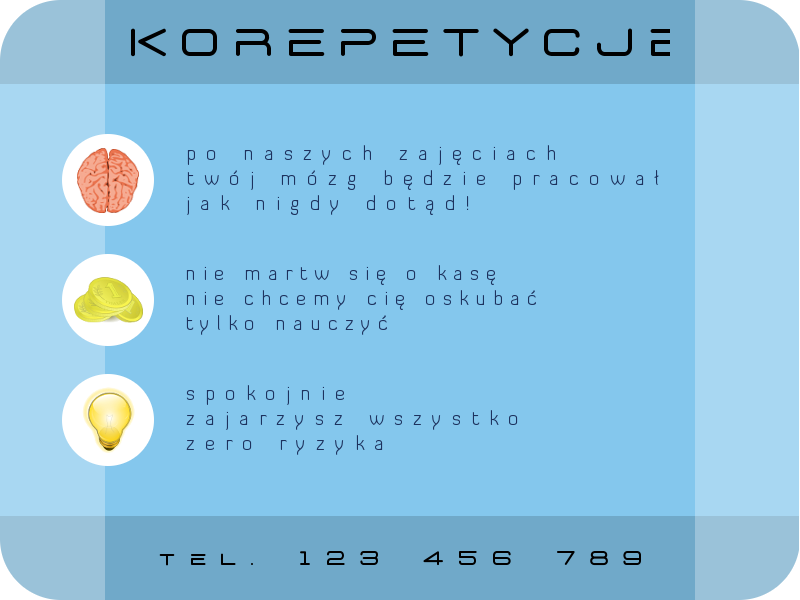 KOREPETYCJE
po naszych zajęciach
twój mózg będzie pracował
jak nigdy dotąd!
nie martw się o kasę
nie chcemy cię oskubać
tylko nauczyć
spokojnie
zajarzysz wszystko
zero ryzyka
TEL. 123 456 789